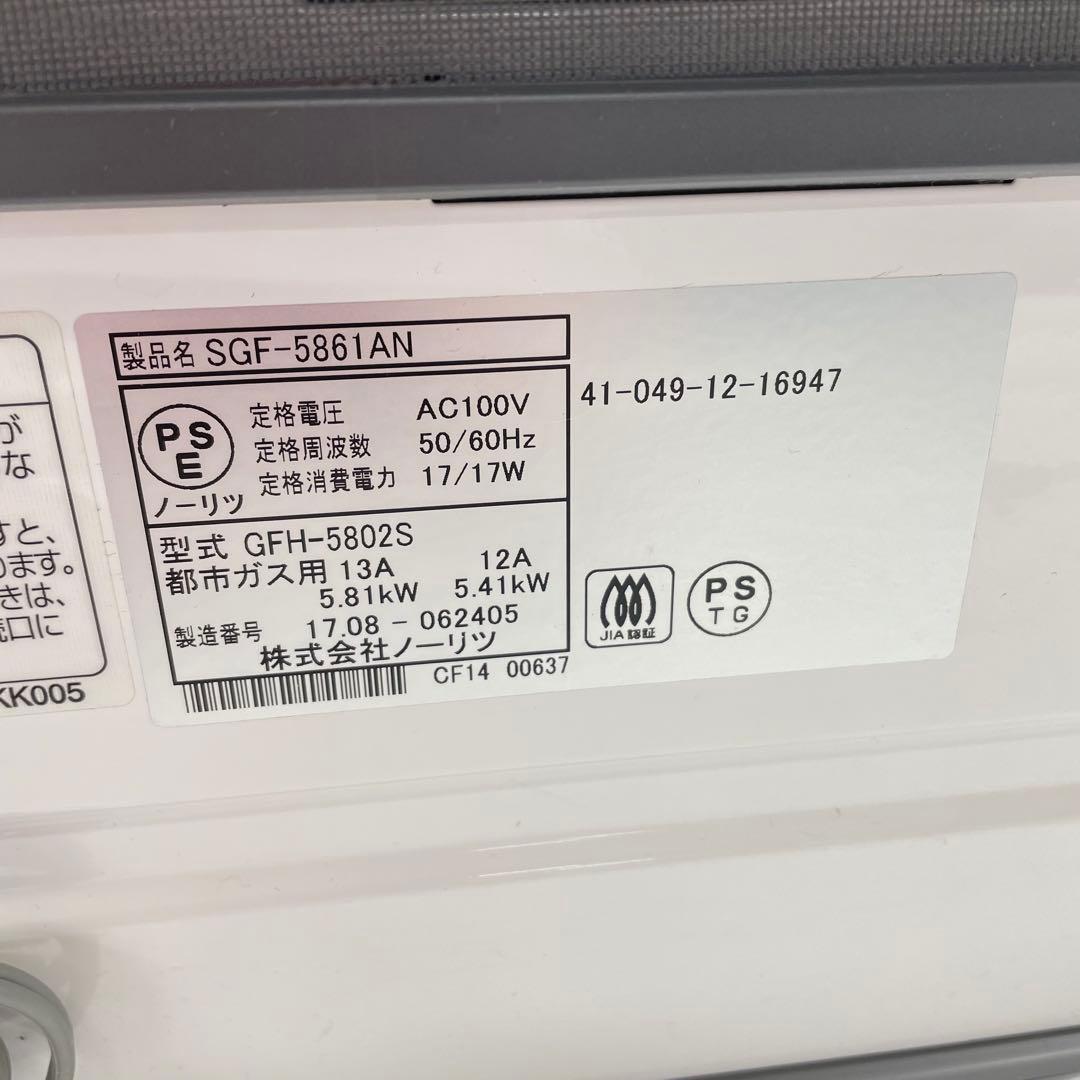 が
な
すと、
ります。
きは、
続口に
KK005
製品名 SGF-5861AN
PS
E
ノーリツ
定格電圧 AC100V
定格周波数 50/60Hz
定格消費電力 17/17W
型式 GFH-5802S
都市ガス用 13A 12A
5.81kW 5.41kW
製造番号 17.08 - 062405
株式会社ノーリツ
CF14 00637
41-049-12-16947
JIA 認証
PS
TG